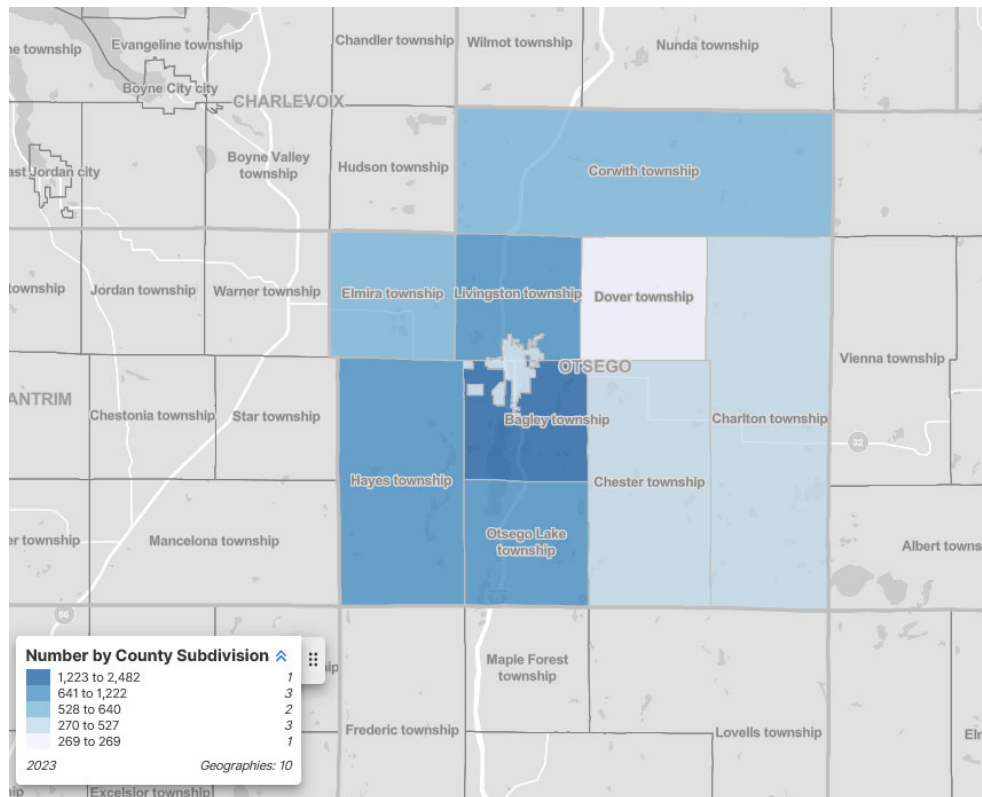 Chandler township
Wilmot township
Nunda township
ne township
Evangeline township
Boyne City city
CHARLEVOIX
Boyne Valley
township
Hudson township
ast Jordan city
Corwith township
township
Jordan township
Warner township
Elmira township
Livingston township
Dover township
Vienna township
OTSEGO
ANTRIM
Chestonia township
Star township
Bagley township
Charlton township
32
Hayes township
Chester township
Otsego Lake
township
er township
Mancelona township
Albert towns
66
Number by County Subdivision
1,223 to 2,482 1
641 to 1,222 3
528 to 640 2
270 to 527 3
269 to 269 1
2023 Geographies: 10
hip
Maple Forest
township
Frederic township
Lovells township
Elm
ip
Excelsior township